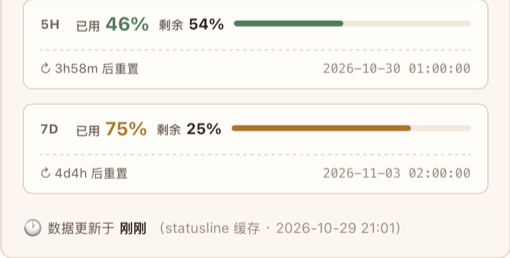 5H 已用 46% 剩余 54%
3h58m 后重置 2026-10-30 01:00:00
7D 已用 75% 剩余 25%
4d4h 后重置 2026-11-03 02:00:00
数据更新于 刚刚 (statusline 缓存 · 2026-10-29 21:01)